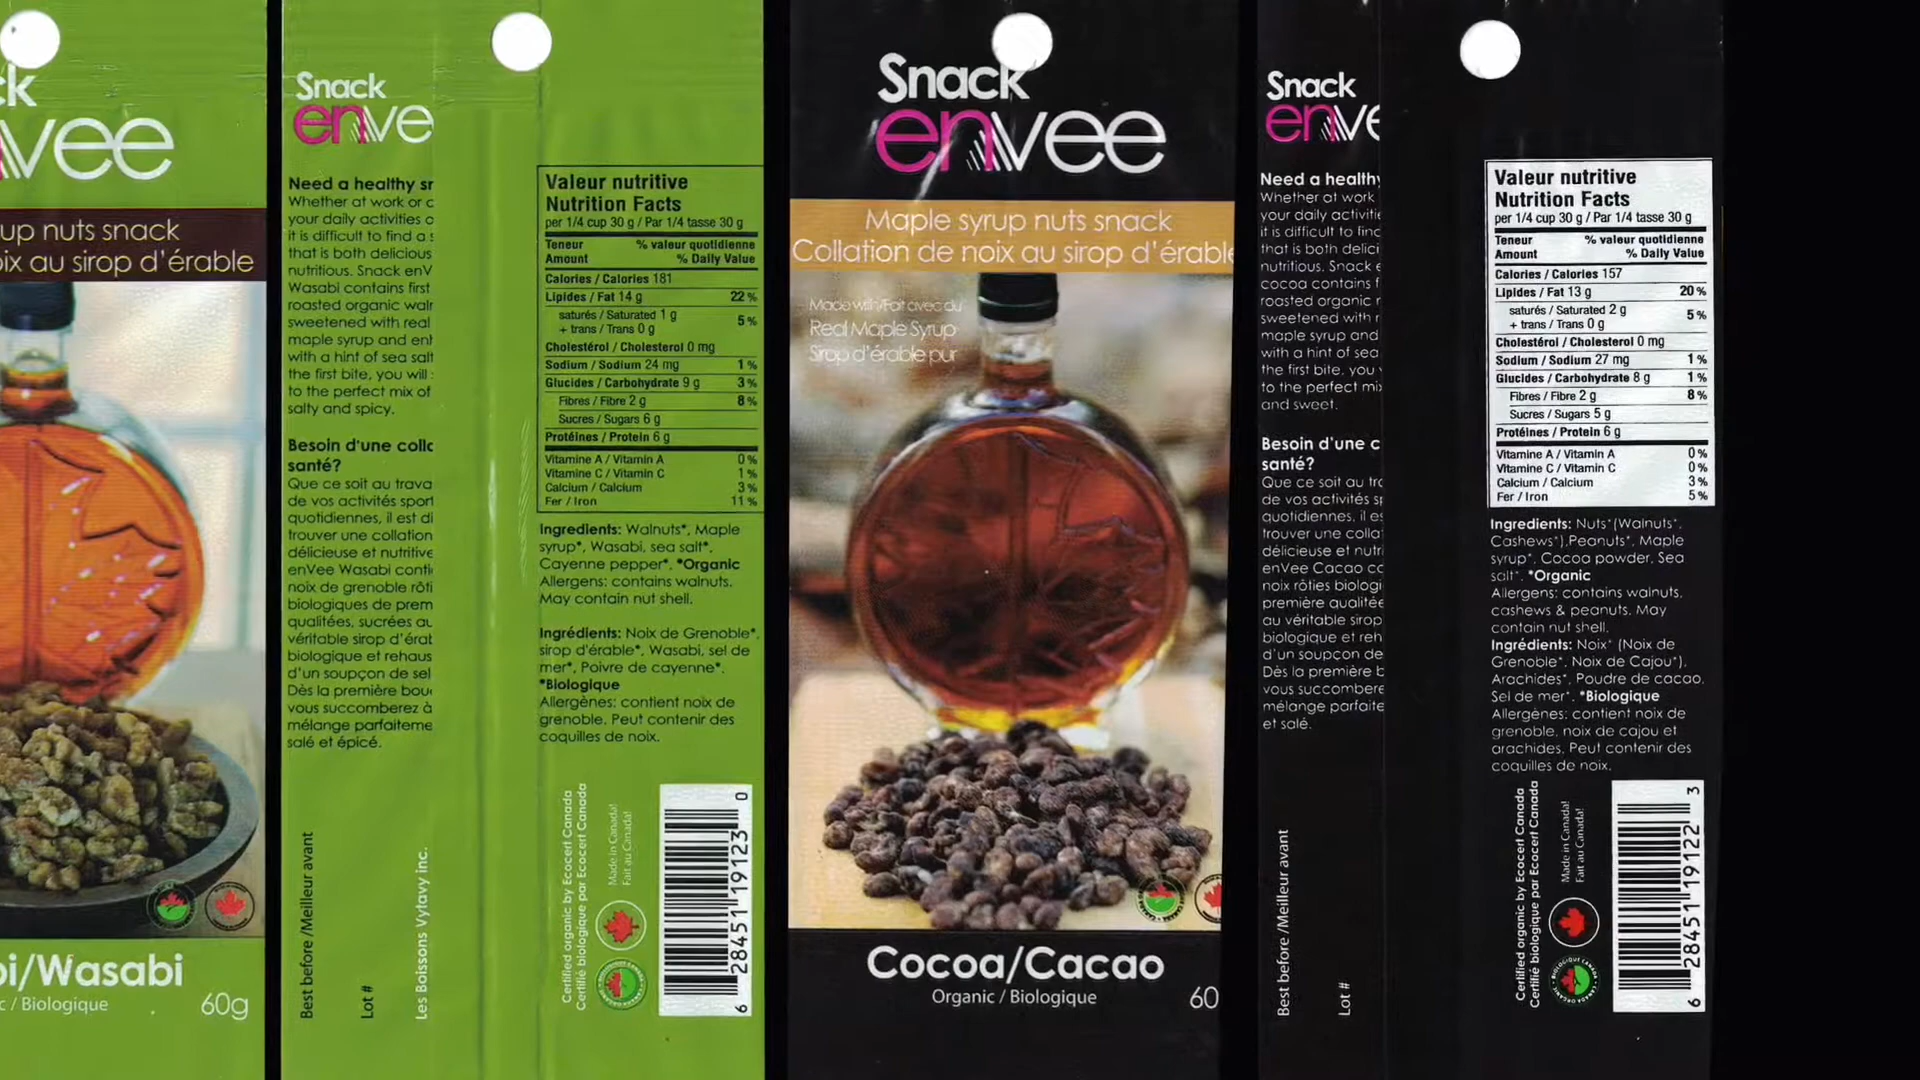 ck
vee
up nuts snack
oix au sirop d'érable
oi/Wasabi
c / Biologique
60g
Snack
enve
Need a healthy sr
Whether at work or c
your daily activities o
it is difficult to find a s
that is both delicious
nutritious. Snack enV
Wasabi contains first
roasted organic waln
sweetened with real
maple syrup and enh
with a hint of sea salt
the first bite, you will
to the perfect mix of
salty and spicy.
Besoin d'une colla
santé?
Que ce soit au trava
de vos activités sport
quotidiennes, il est di
trouver une collation
délicieuse et nutritive
enVee Wasabi conti
noix de grenoble rôti
biologiques de prem
qualitées, sucrées au
véritable sirop d'érat
biologique et rehaus
d'un soupçon de sel
Dès la première bou
vous succomberez à
mélange parfaiteme
salé et épicé.
Best before /Meilleur avant
Lot #
Les Boissons Vytavy inc.
Valeur nutritive
Nutrition Facts
per 1/4 cup 30 g / Par 1/4 tasse 30 g
Teneur % valeur quotidienne
Amount % Daily Value
Calories / Calories 181
Lipides / Fat 14 g 22 %
saturés / Saturated 1 g
+ trans / Trans 0 g 5 %
Cholestérol / Cholesterol 0 mg
Sodium / Sodium 24 mg 1 %
Glucides / Carbohydrate 9 g 3 %
Fibres / Fibre 2 g 8 %
Sucres / Sugars 6 g
Protéines / Protein 6 g
Vitamine A / Vitamin A 0 %
Vitamine C / Vitamin C 1 %
Calcium / Calcium 3 %
Fer / Iron 11 %
Ingredients: Walnuts*, Maple
syrup*, Wasabi, sea salt*,
Cayenne pepper*. *Organic
Allergens: contains walnuts.
May contain nut shell.
Ingrédients: Noix de Grenoble*,
sirop d'érable*, Wasabi, sel de
mer*, Poivre de cayenne*.
*Biologique
Allergènes: contient noix de
grenoble. Peut contenir des
coquilles de noix.
Certified organic by Ecocert Canada
Certifié biologique par Ecocert Canada
Made in Canada!
Fait au Canada!
6 28451 19123 0
Snack
envee
Maple syrup nuts snack
Collation de noix au sirop d'érable
Made with/Fait avec du
Real Maple Syrup
Sirop d'érable pur
Cocoa/Cacao
Organic / Biologique
60
Snack
enve
Need a healthy
Whether at work
your daily activitie
it is difficult to find
that is both delici
nutritious. Snack e
cocoa contains f
roasted organic n
sweetened with r
maple syrup and
with a hint of sea
the first bite, you
to the perfect mix
and sweet.
Besoin d'une c
santé?
Que ce soit au tra
de vos activités sp
quotidiennes, il es
trouver une colla
délicieuse et nutri
enVee Cacao co
noix rôties biologi
première qualitée
au véritable sirop
biologique et reh
d'un soupcon de
Dès la première b
vous succombere
mélange parfaite
et salé.
Best before /Meilleur avant
Lot #
Valeur nutritive
Nutrition Facts
per 1/4 cup 30 g / Par 1/4 tasse 30 g
Teneur % valeur quotidienne
Amount % Daily Value
Calories / Calories 157
Lipides / Fat 13 g 20 %
saturés / Saturated 2 g
+ trans / Trans 0 g 5 %
Cholestérol / Cholesterol 0 mg
Sodium / Sodium 27 mg 1 %
Glucides / Carbohydrate 8 g 1 %
Fibres / Fibre 2 g 8 %
Sucres / Sugars 5 g
Protéines / Protein 6 g
Vitamine A / Vitamin A 0 %
Vitamine C / Vitamin C 0 %
Calcium / Calcium 3 %
Fer / Iron 5 %
Ingredients: Nuts*(Walnuts*,
Cashews*),Peanuts*, Maple
syrup*, Cocoa powder, Sea
salt*. *Organic
Allergens: contains walnuts,
cashews & peanuts. May
contain nut shell.
Ingrédients: Noix* (Noix de
Grenoble*, Noix de Cajou*),
Arachides*, Poudre de cacao,
Sel de mer*. *Biologique
Allergènes: contient noix de
grenoble, noix de cajou et
arachides. Peut contenir des
coquilles de noix.
Certified organic by Ecocert Canada
Certifié biologique par Ecocert Canada
Made in Canada!
Fait au Canada!
6 28451 19122 3